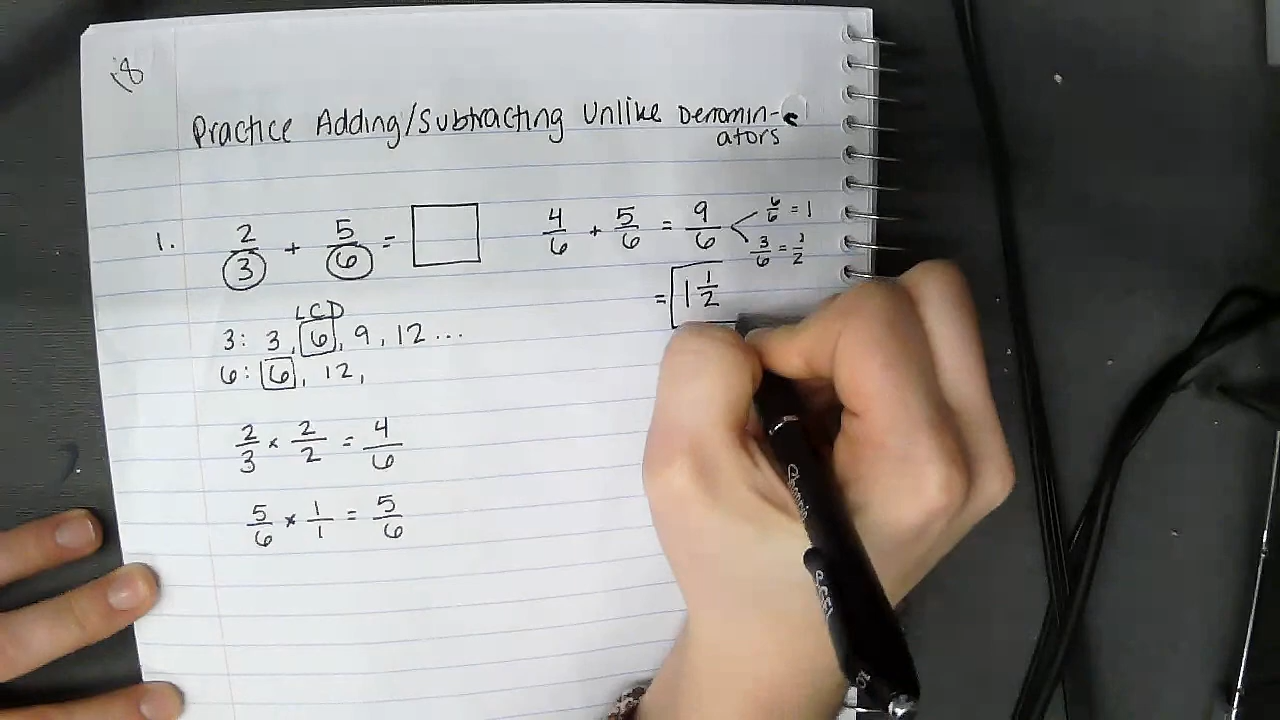 18
Practice Adding/Subtracting Unlike Denomin-
ators
1. 2/3 + 5/6 = 4/6 + 5/6 = 9/6 < 6/6 = 1
3/6 = 1/2
= 1 1/2
LCD
3: 3, 6, 9, 12 ...
6: 6, 12,
2/3 × 2/2 = 4/6
5/6 × 1/1 = 5/6